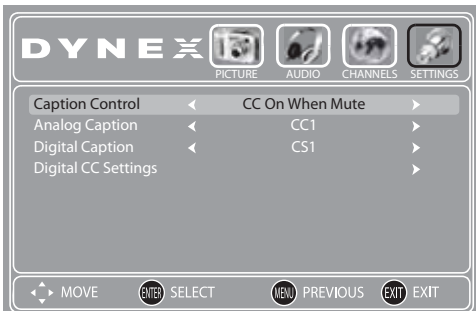 DYNEX
PICTURE AUDIO CHANNELS SETTINGS
Caption Control CC On When Mute
Analog Caption CC1
Digital Caption CS1
Digital CC Settings
MOVE ENTER SELECT MENU PREVIOUS EXIT EXIT